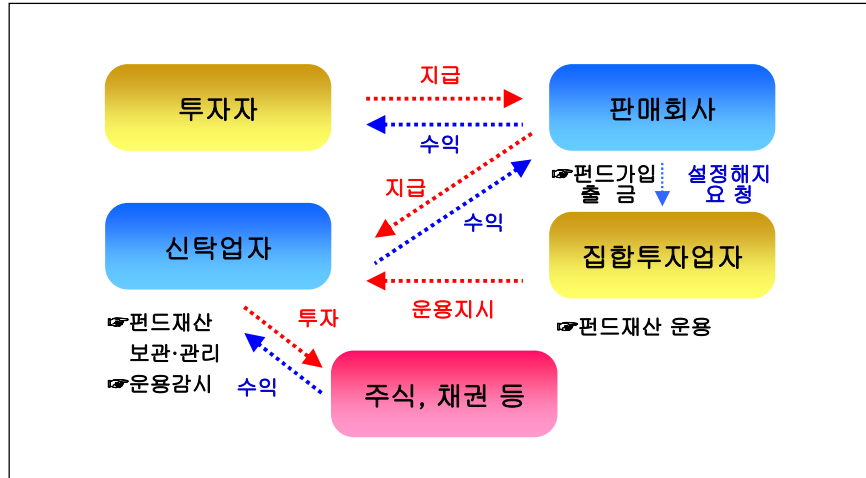 지급
투자자
판매회사
수익
☞펀드가입
출 금
설정해지
요 청
지급
수익
신탁업자
집합투자업자
운용지시
☞펀드재산
보관·관리
☞운용감시
투자
수익
☞펀드재산 운용
주식, 채권 등